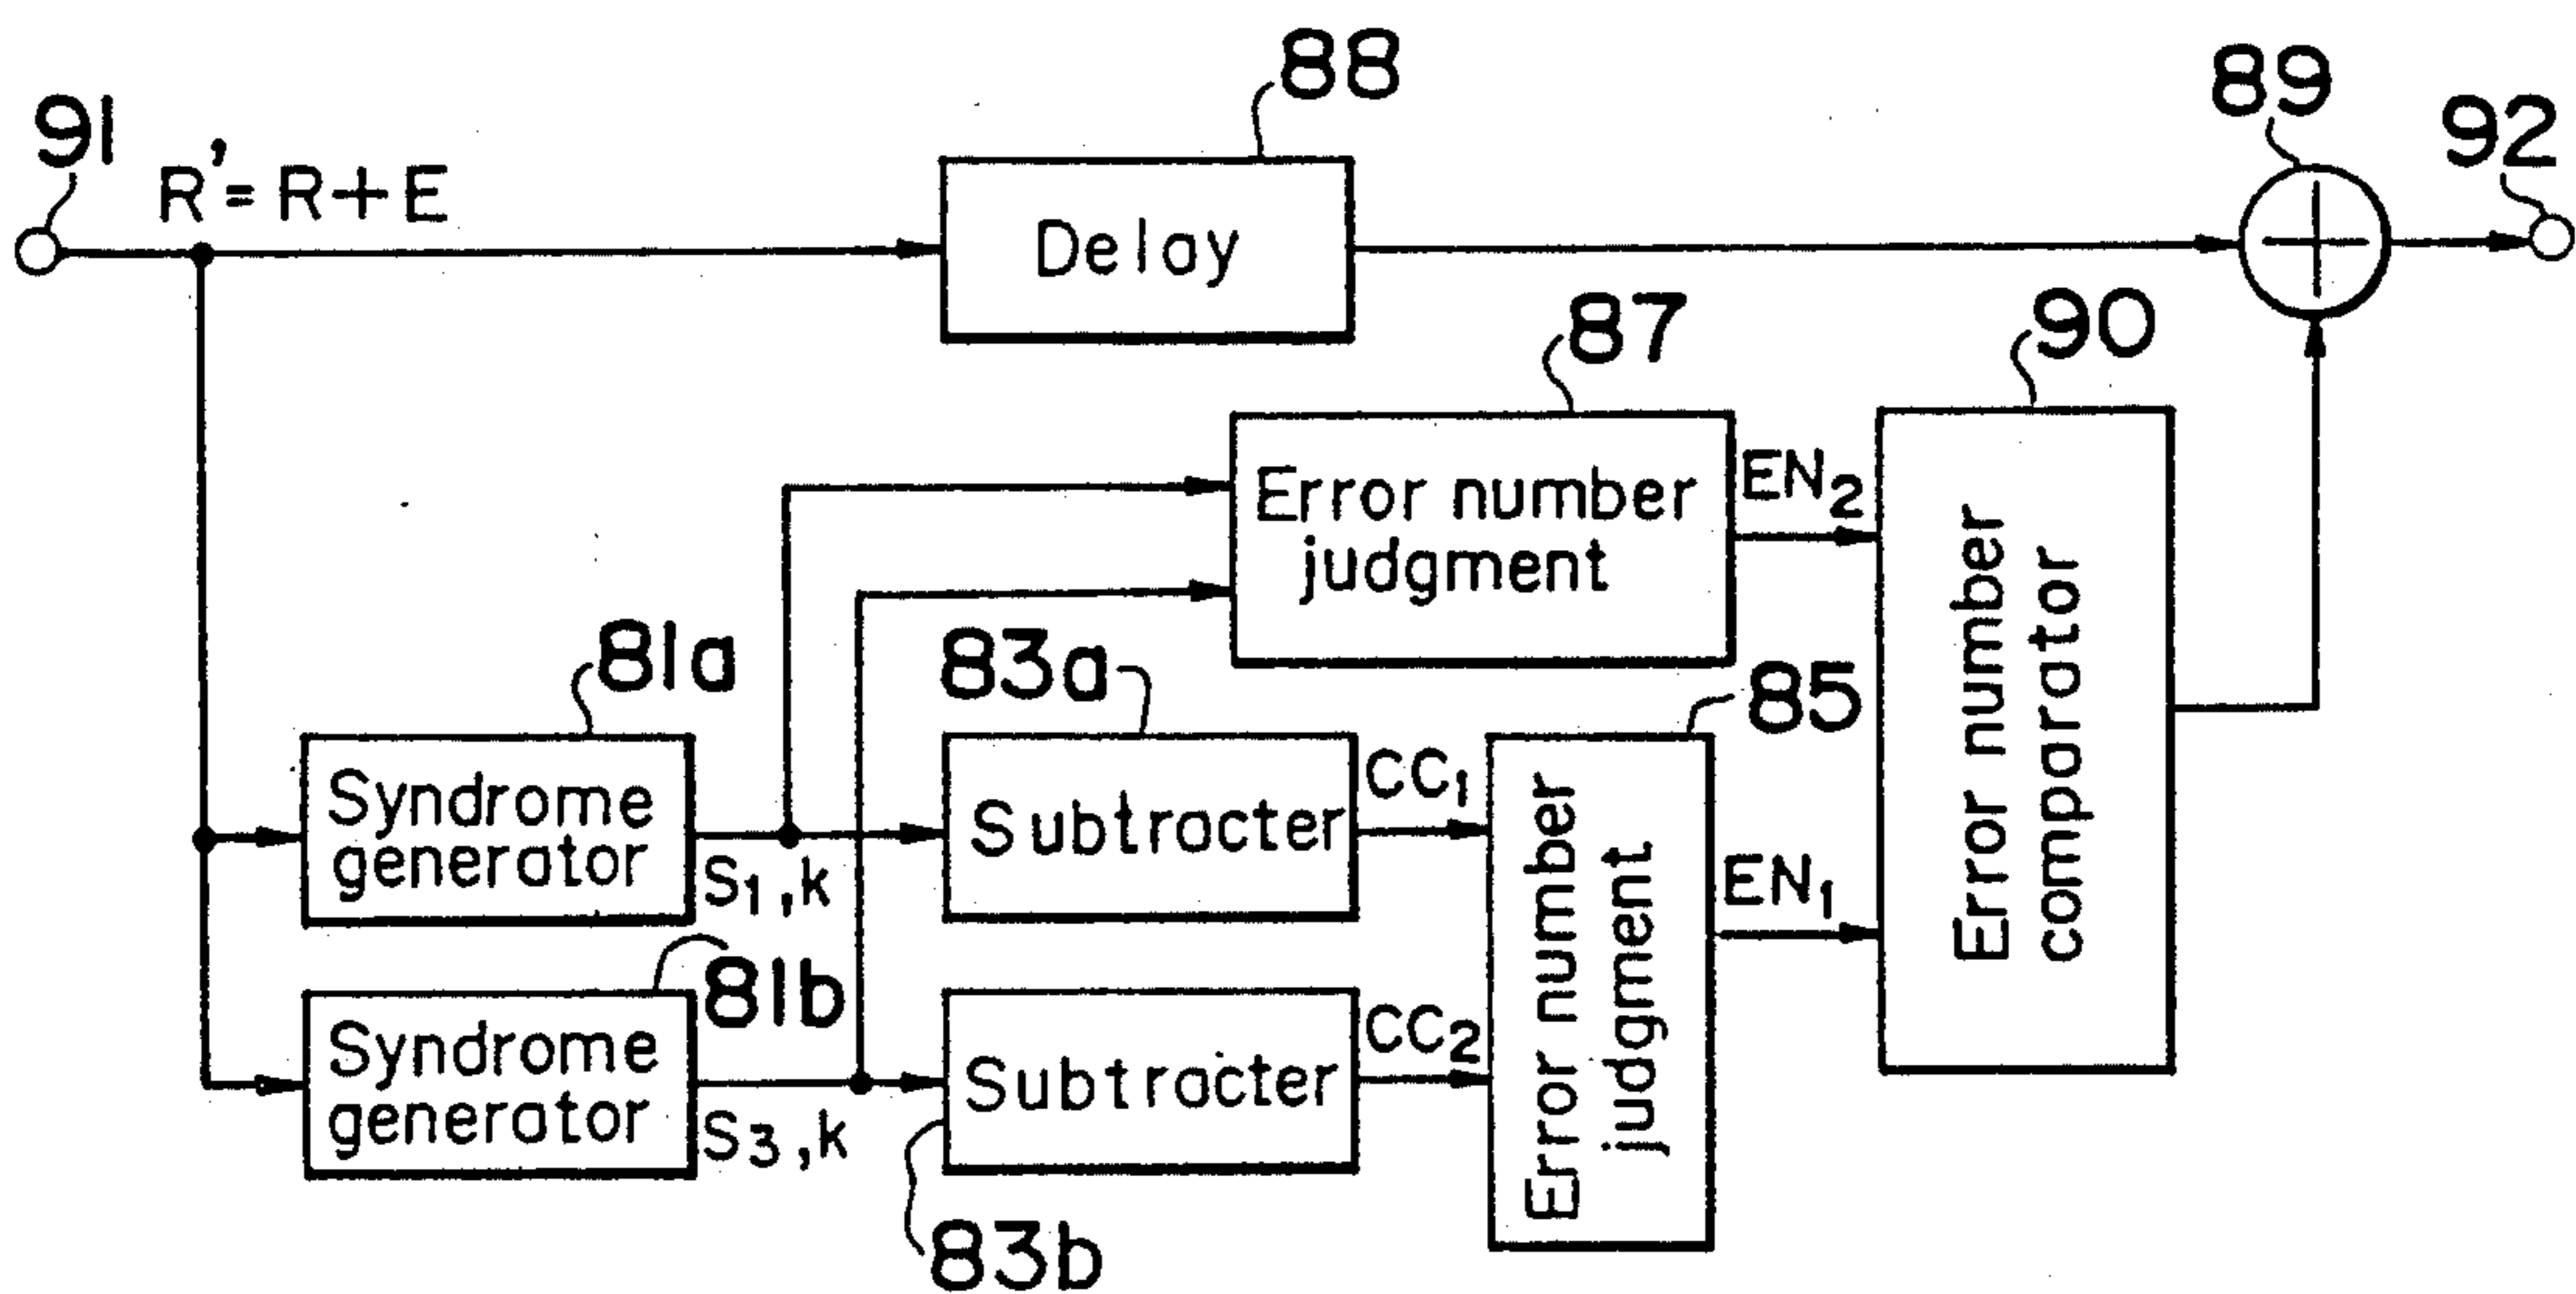 88
89
91
92
R'= R+E
Delay
87
90
Error number
judgment
EN₂
81a
83a
85
Syndrome
generator
S₁,k
Subtracter
CC₁
Error number
judgment
EN₁
Error number
comparator
81b
Syndrome
generator
S₃,k
Subtracter
CC₂
83b